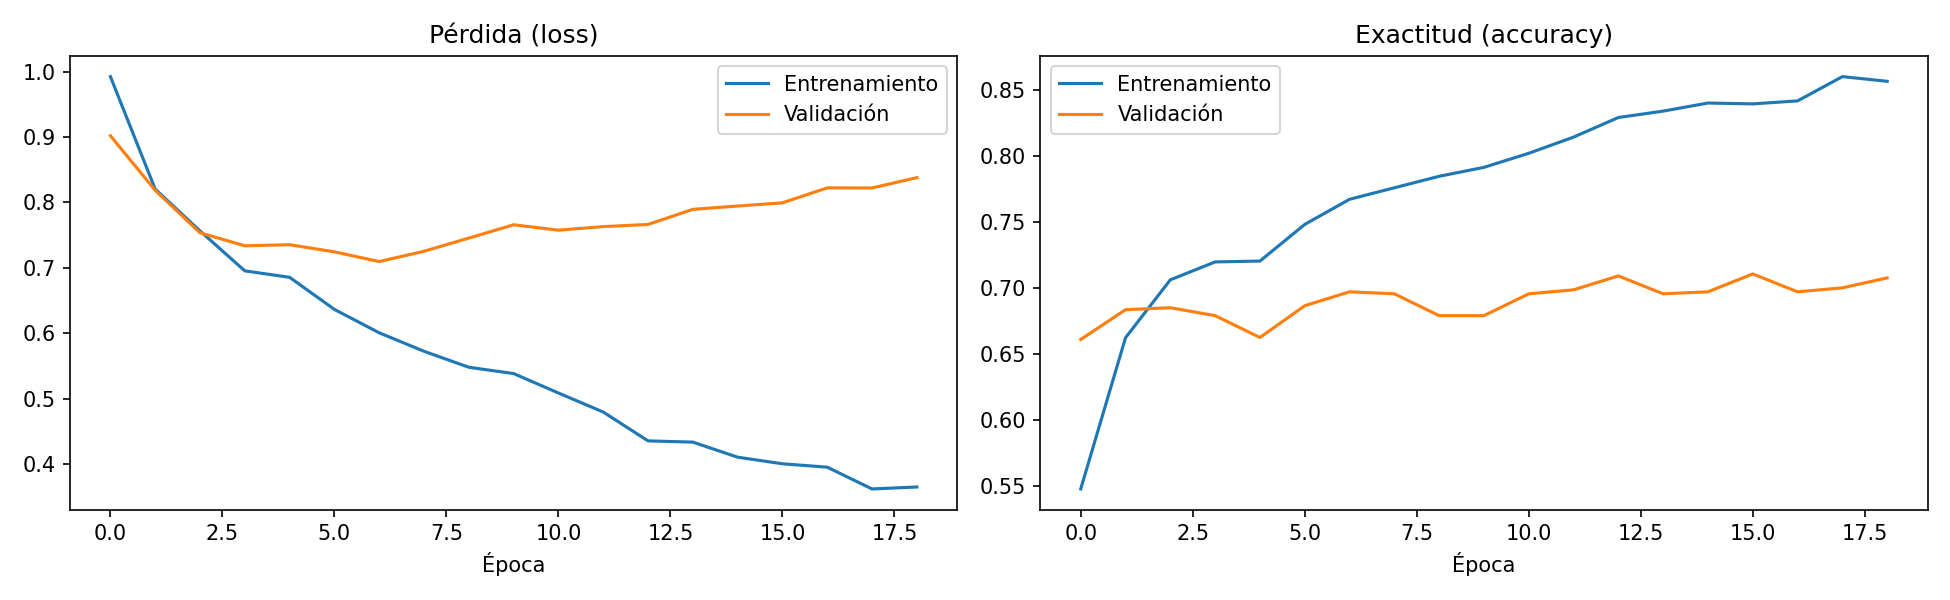 Pérdida (loss)
1.0
0.9
0.8
0.7
0.6
0.5
0.4
Entrenamiento
Validación
0.0 2.5 5.0 7.5 10.0 12.5 15.0 17.5
Época
Exactitud (accuracy)
0.85
0.80
0.75
0.70
0.65
0.60
0.55
Entrenamiento
Validación
0.0 2.5 5.0 7.5 10.0 12.5 15.0 17.5
Época